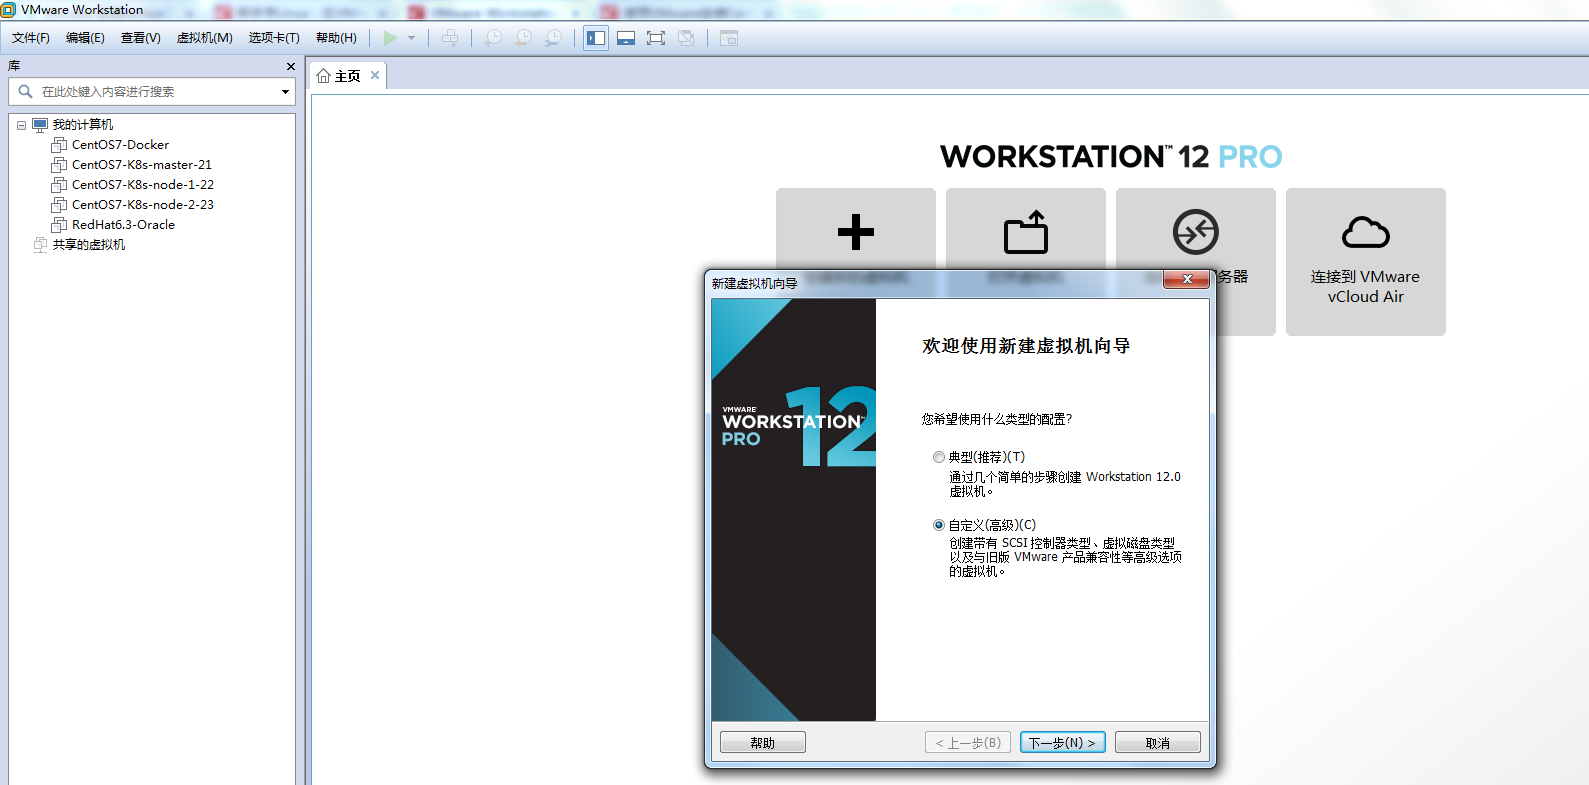 VMware Workstation
文件(F) 编辑(E) 查看(V) 虚拟机(M) 选项卡(T) 帮助(H)
库
在此处键入内容进行搜索
我的计算机
CentOS7-Docker
CentOS7-K8s-master-21
CentOS7-K8s-node-1-22
CentOS7-K8s-node-2-23
RedHat6.3-Oracle
共享的虚拟机
主页
WORKSTATION™ 12 PRO
务器
连接到 VMware
vCloud Air
新建虚拟机向导
VMWARE
WORKSTATION™
PRO
12
欢迎使用新建虚拟机向导
您希望使用什么类型的配置?
典型(推荐)(T)
通过几个简单的步骤创建 Workstation 12.0
虚拟机。
自定义(高级)(C)
创建带有 SCSI 控制器类型、虚拟磁盘类型
以及与旧版 VMware 产品兼容性等高级选项
的虚拟机。
帮助
< 上一步(B)
下一步(N) >
取消